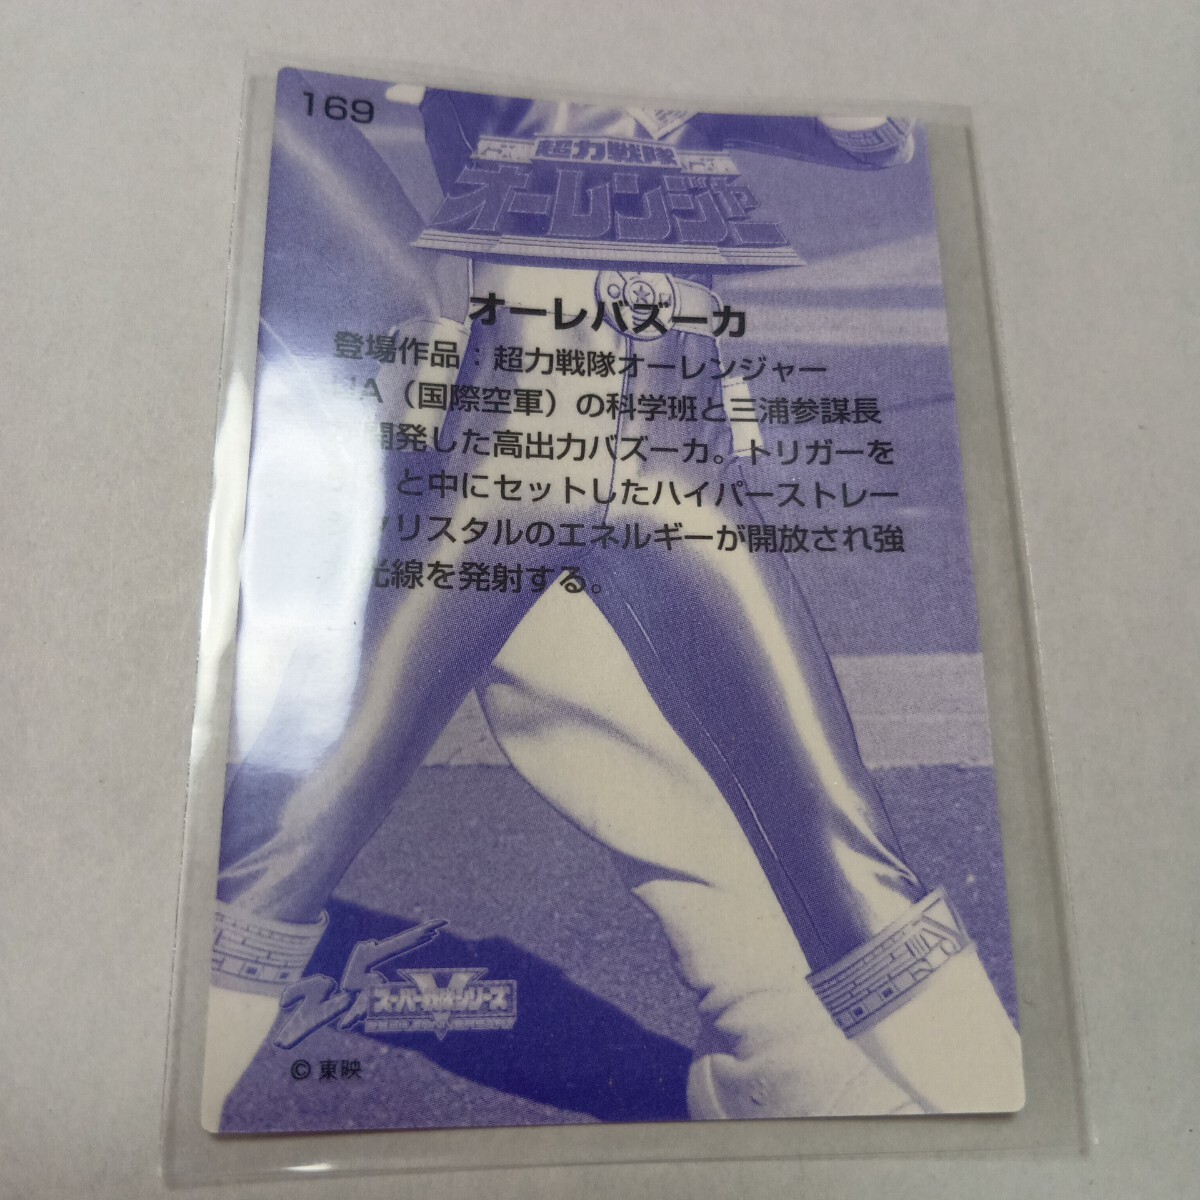 169
超力戦隊
オーレンジャー
オーレバズーカ
登場作品：超力戦隊オーレンジャー
A（国際空軍）の科学班と三浦参謀長
開発した高出力バズーカ。トリガーを
と中にセットしたハイパーストレー
クリスタルのエネルギーが開放され強
光線を発射する。
25
スーパー戦隊シリーズ
© 東映